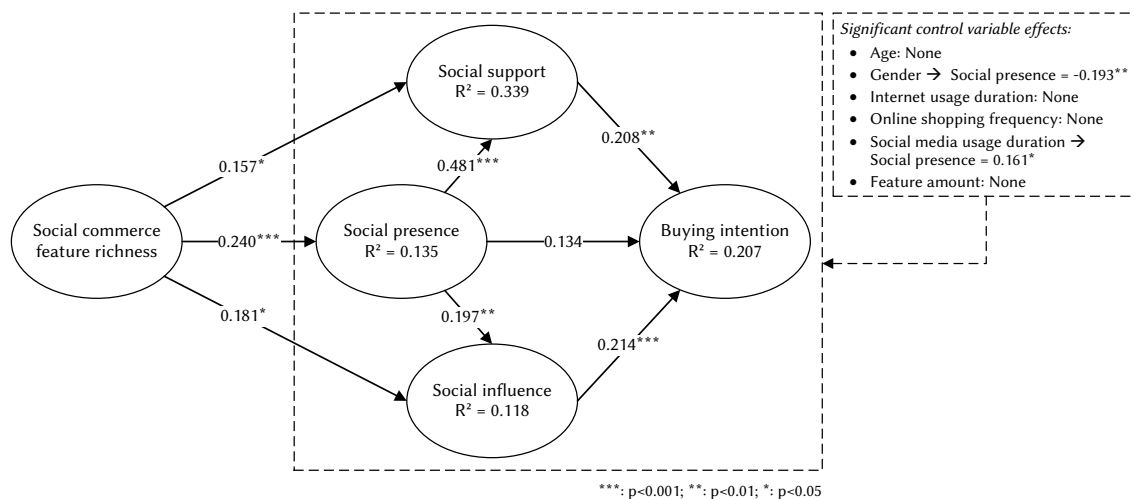 Significant control variable effects:
• Age: None
• Gender → Social presence = -0.193**
• Internet usage duration: None
• Online shopping frequency: None
• Social media usage duration →
Social presence = 0.161*
• Feature amount: None
Social support
R² = 0.339
0.208**
0.157*
0.481***
Social commerce
feature richness
0.240***
Social presence
R² = 0.135
0.134
Buying intention
R² = 0.207
0.181*
0.197**
0.214***
Social influence
R² = 0.118
***: p<0.001; **: p<0.01; *: p<0.05